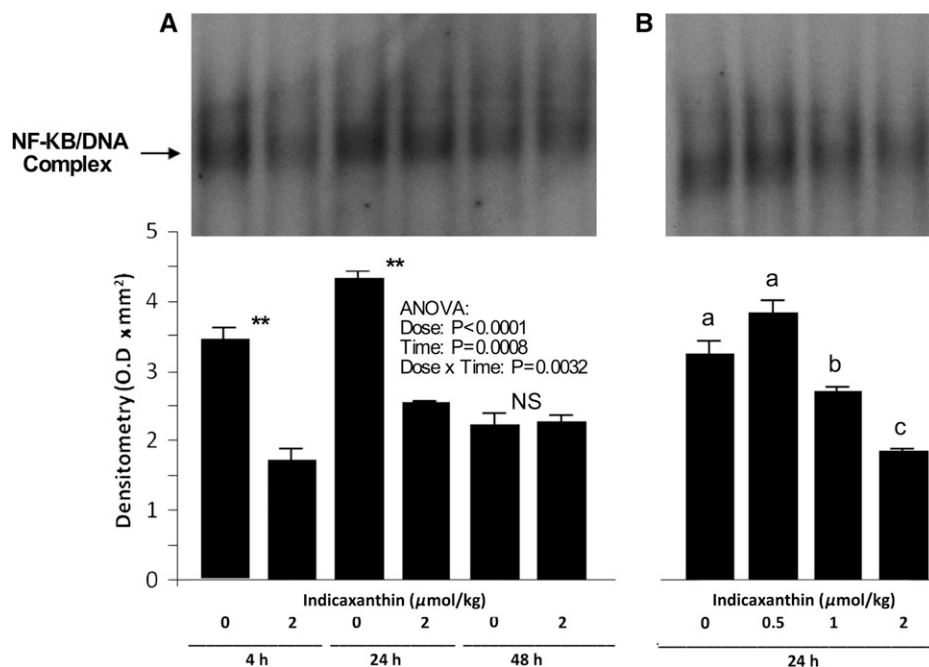 A
B
NF-KB/DNA
Complex
Densitometry (O.D x mm²)
5
4
3
2
1
0
**
**
ANOVA:
Dose: P<0.0001
Time: P=0.0008
Dose x Time: P=0.0032
NS
a
a
b
c
Indicaxanthin (μmol/kg)
0 2 0 2 0 2
4 h 24 h 48 h
Indicaxanthin (μmol/kg)
0 0.5 1 2
24 h